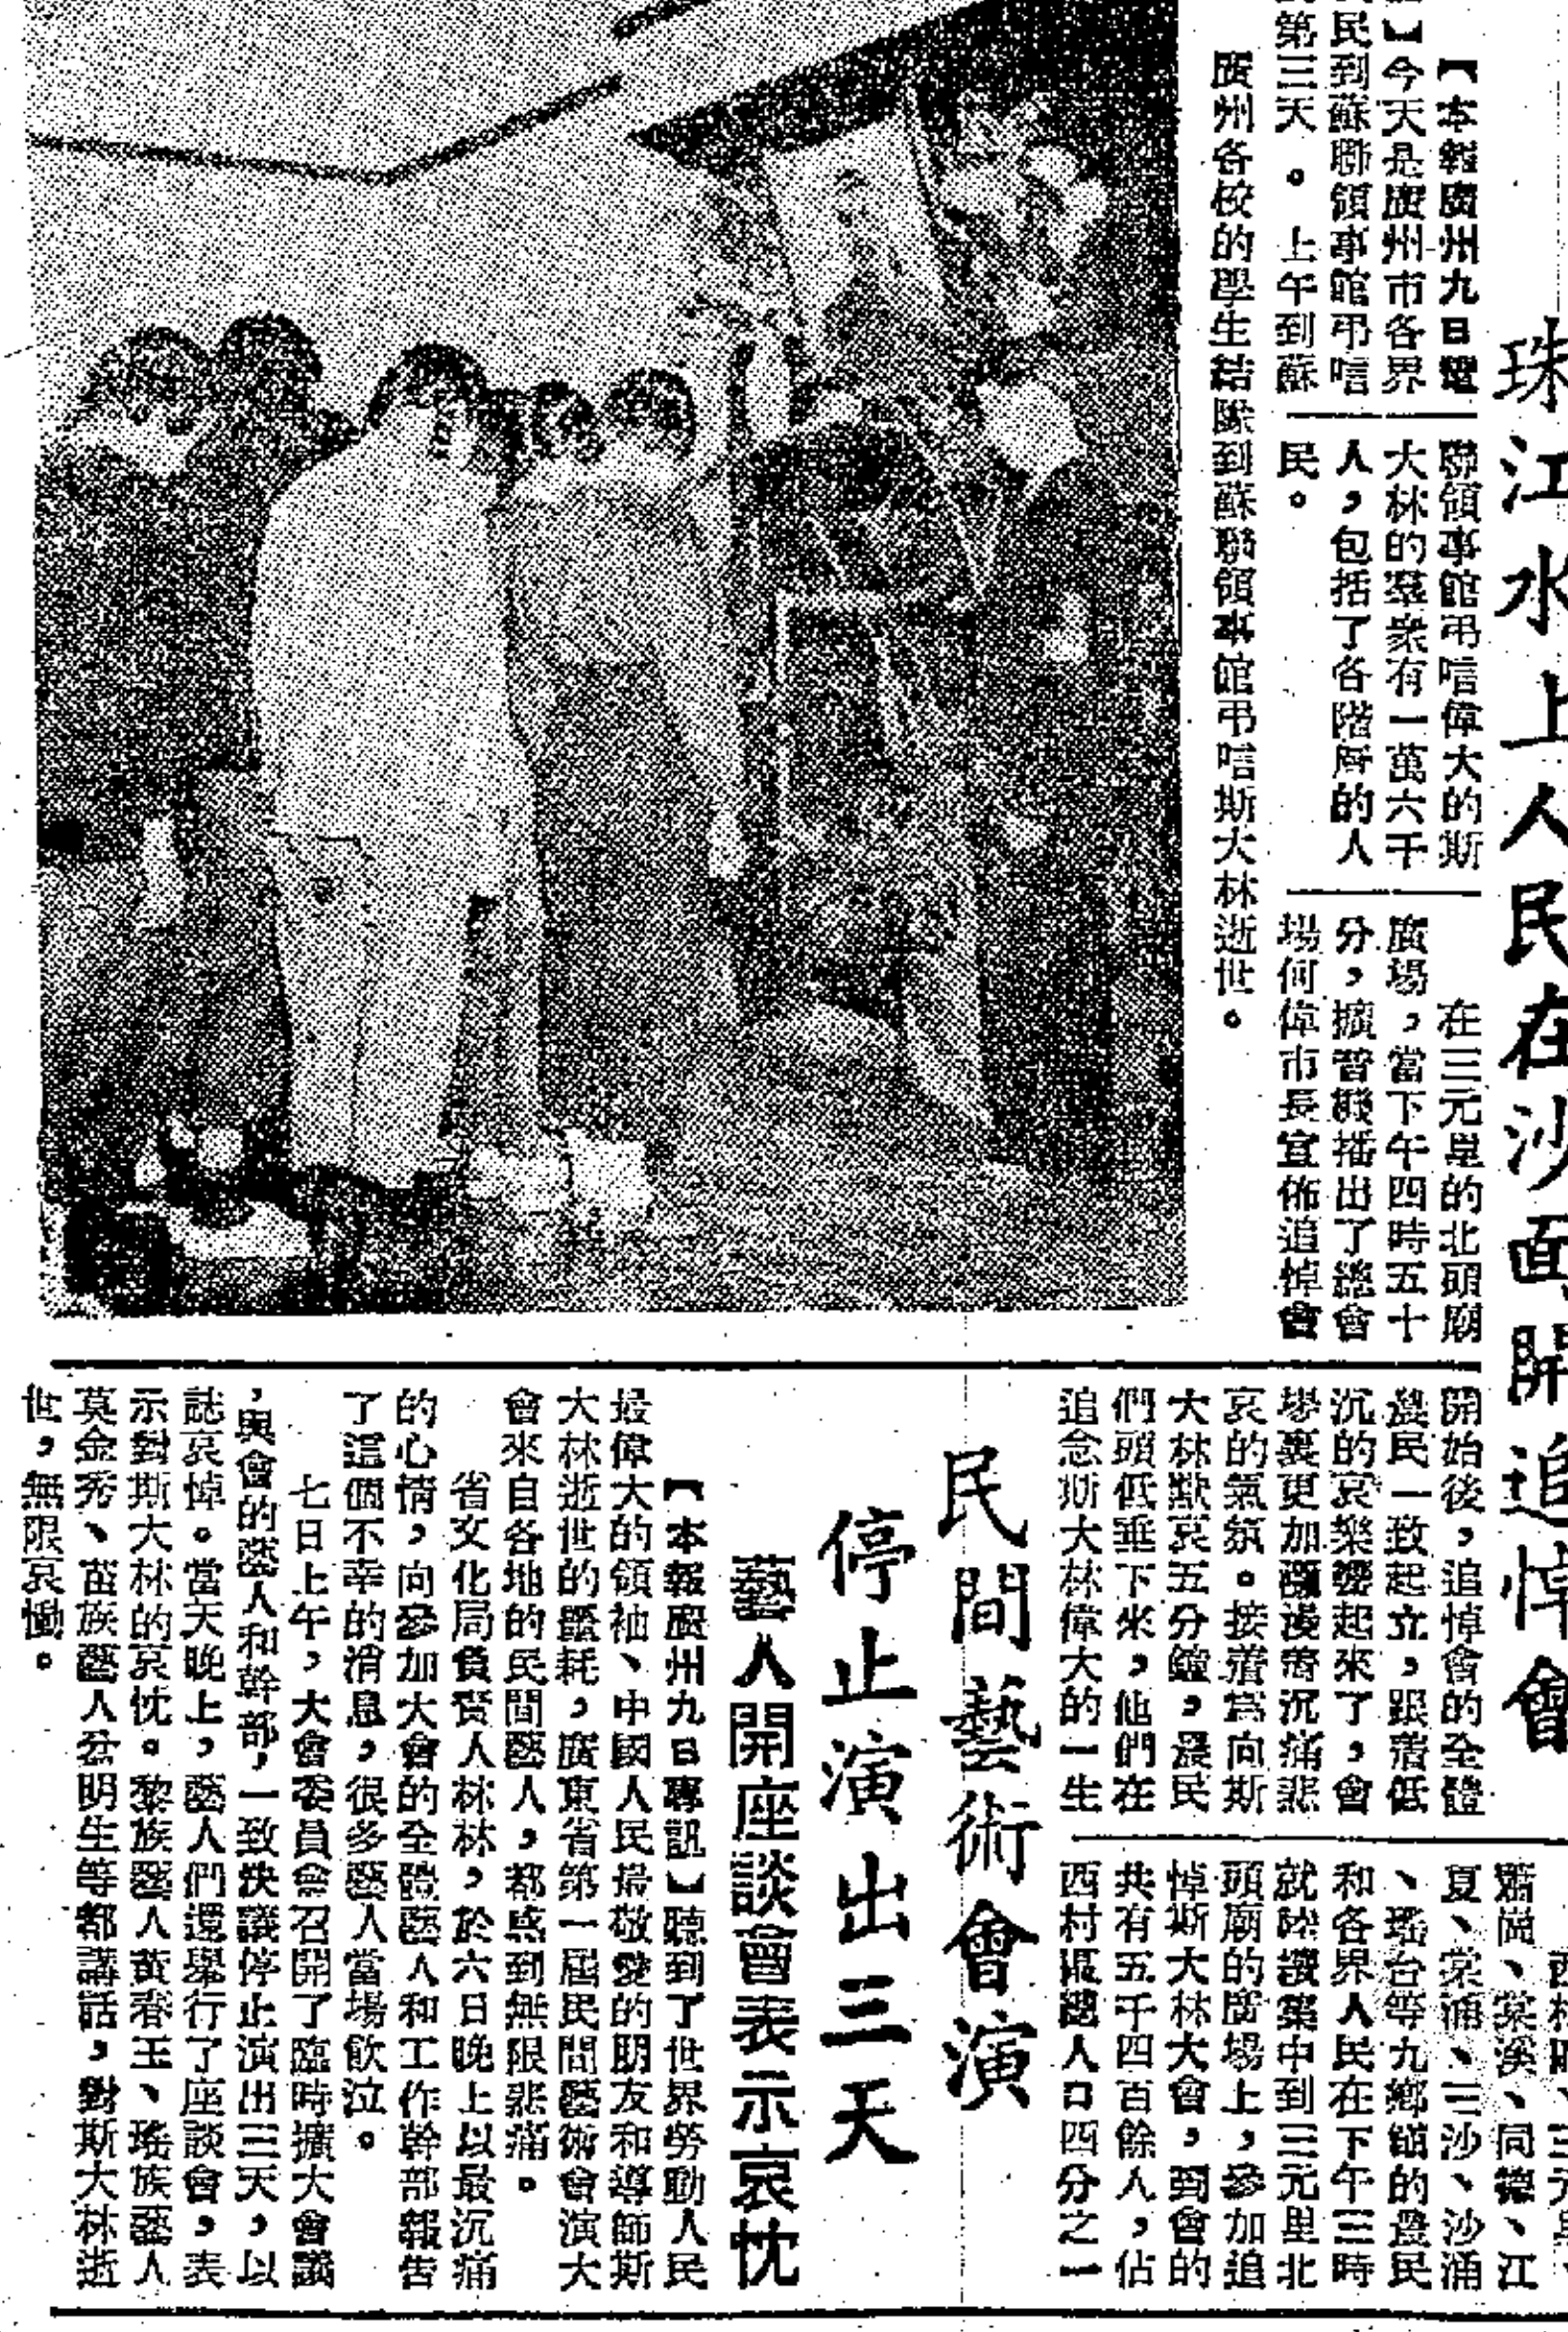 珠江水上人民在沙面開追悼會
【本報廣州九日電
】今天是廣州市各界
民到蘇聯領事館弔唁
第三天。上午到蘇
聯領事館弔唁偉大的斯
大林的羣衆有一萬六千
人，包括了各階層的人
民。
在三元里的北頭廟
廣場，當下午四時五十
分，擴音機播出了總會
場何偉市長宣佈追悼會
廣州各校的學生結隊到蘇聯領事館弔唁斯大林逝世。
開始後，追悼會的全體
農民一致起立，跟着低
沉的哀樂響起來了，會
場裏更加瀰漫着沉痛悲
哀的氣氛。接着爲向斯
大林默哀五分鐘，農民
們頭低垂下來，他們在
追念斯大林偉大的一生
蕭崗、棠溪、同德、江
夏、棠涌、三沙、沙涌
、瑤台等九鄉鎮的農民
和各界人民在下午三時
就陸續集中到三元里北
頭廟的廣場上，參加追
悼斯大林大會，到會的
共有五千四百餘人，佔
西村區總人口四分之一
民間藝術會演
停止演出三天
藝人開座談會表示哀忱
【本報廣州九日專訊】聽到了世界勞動人民
最偉大的領袖、中國人民最敬愛的朋友和導師斯
大林逝世的噩耗，廣東省第一屆民間藝術會演大
會來自各地的民間藝人，都感到無限悲痛。
省文化局負責人林林，於六日晚上以最沉痛
的心情，向參加大會的全體藝人和工作幹部報告
了這個不幸的消息，很多藝人當場飲泣。
七日上午，大會委員會召開了臨時擴大會議
，與會的藝人和幹部，一致決議停止演出三天，以
誌哀悼。當天晚上，藝人們還舉行了座談會，表
示對斯大林的哀忱。黎族藝人黃春玉、瑤族藝人
莫金秀、苗族藝人盆明生等都講話，對斯大林逝
世，無限哀慟。